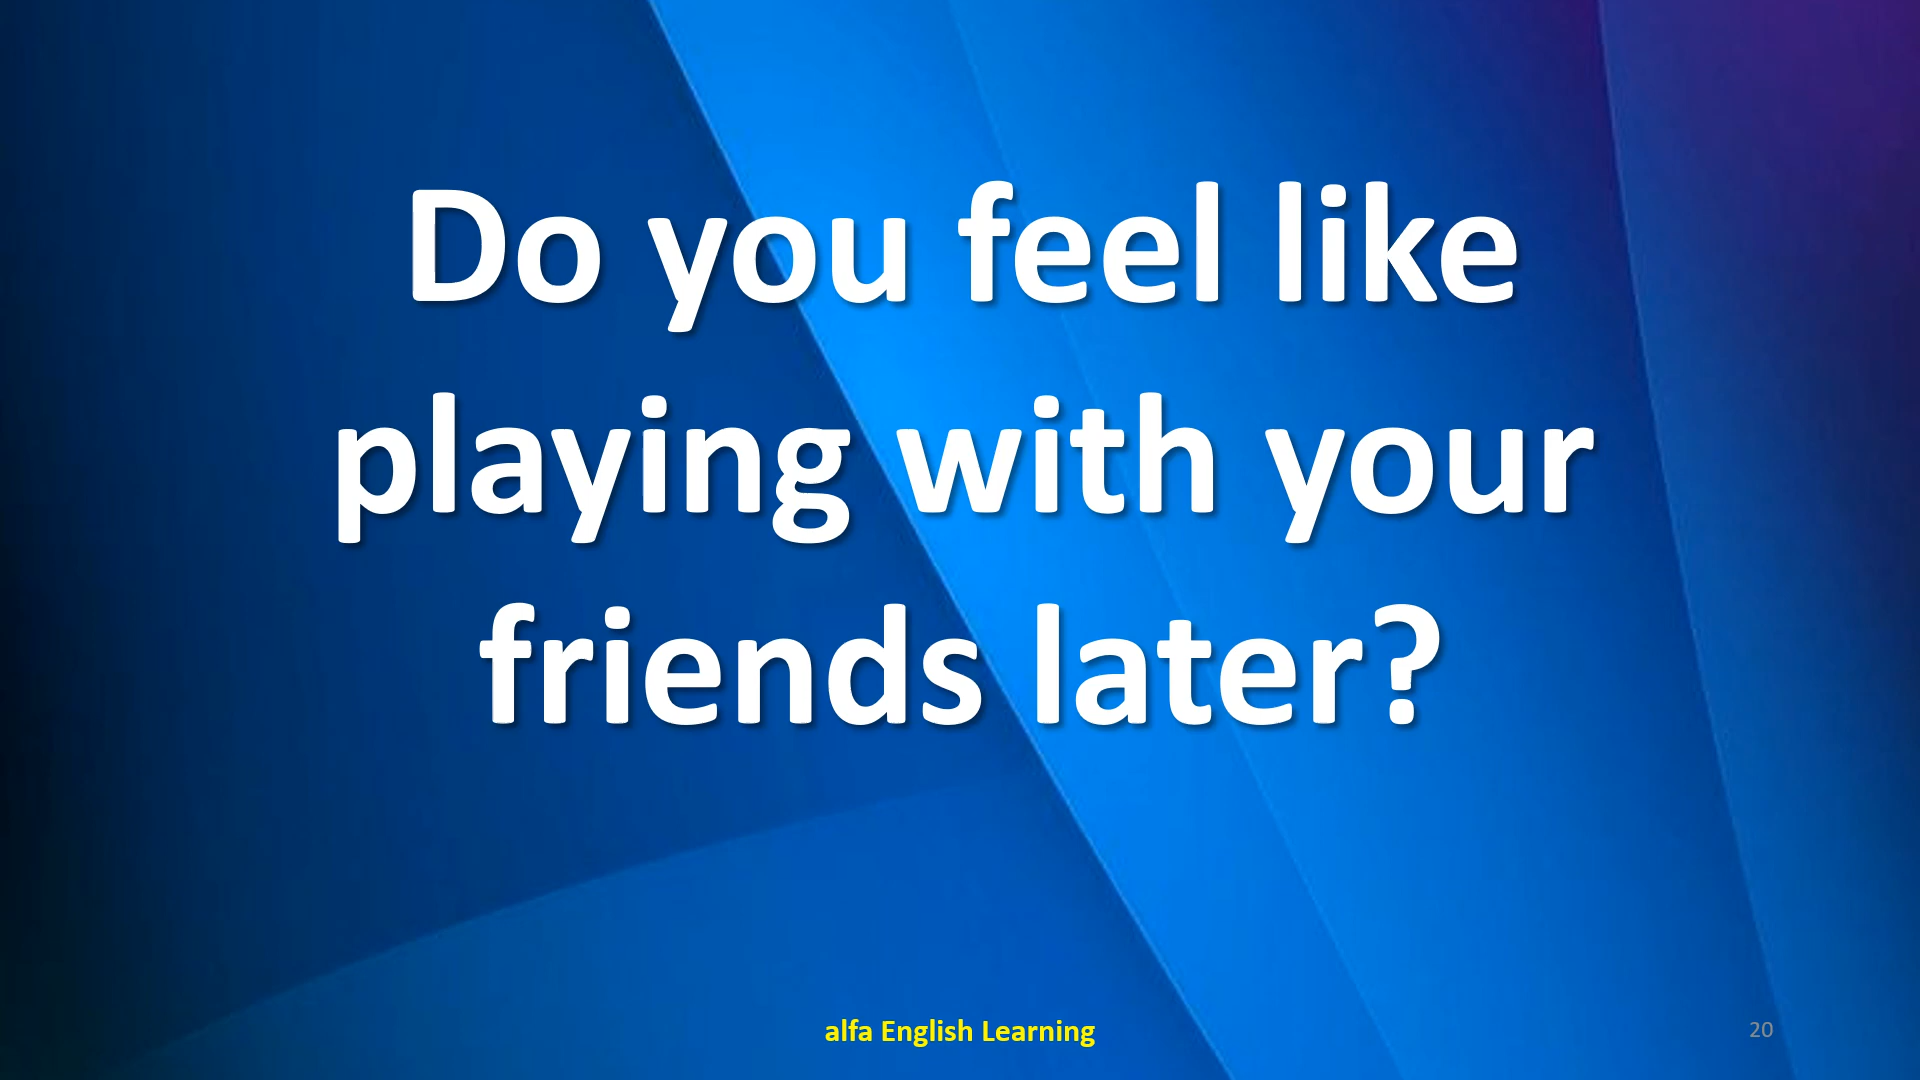 Do you feel like
playing with your
friends later?
alfa English Learning
20